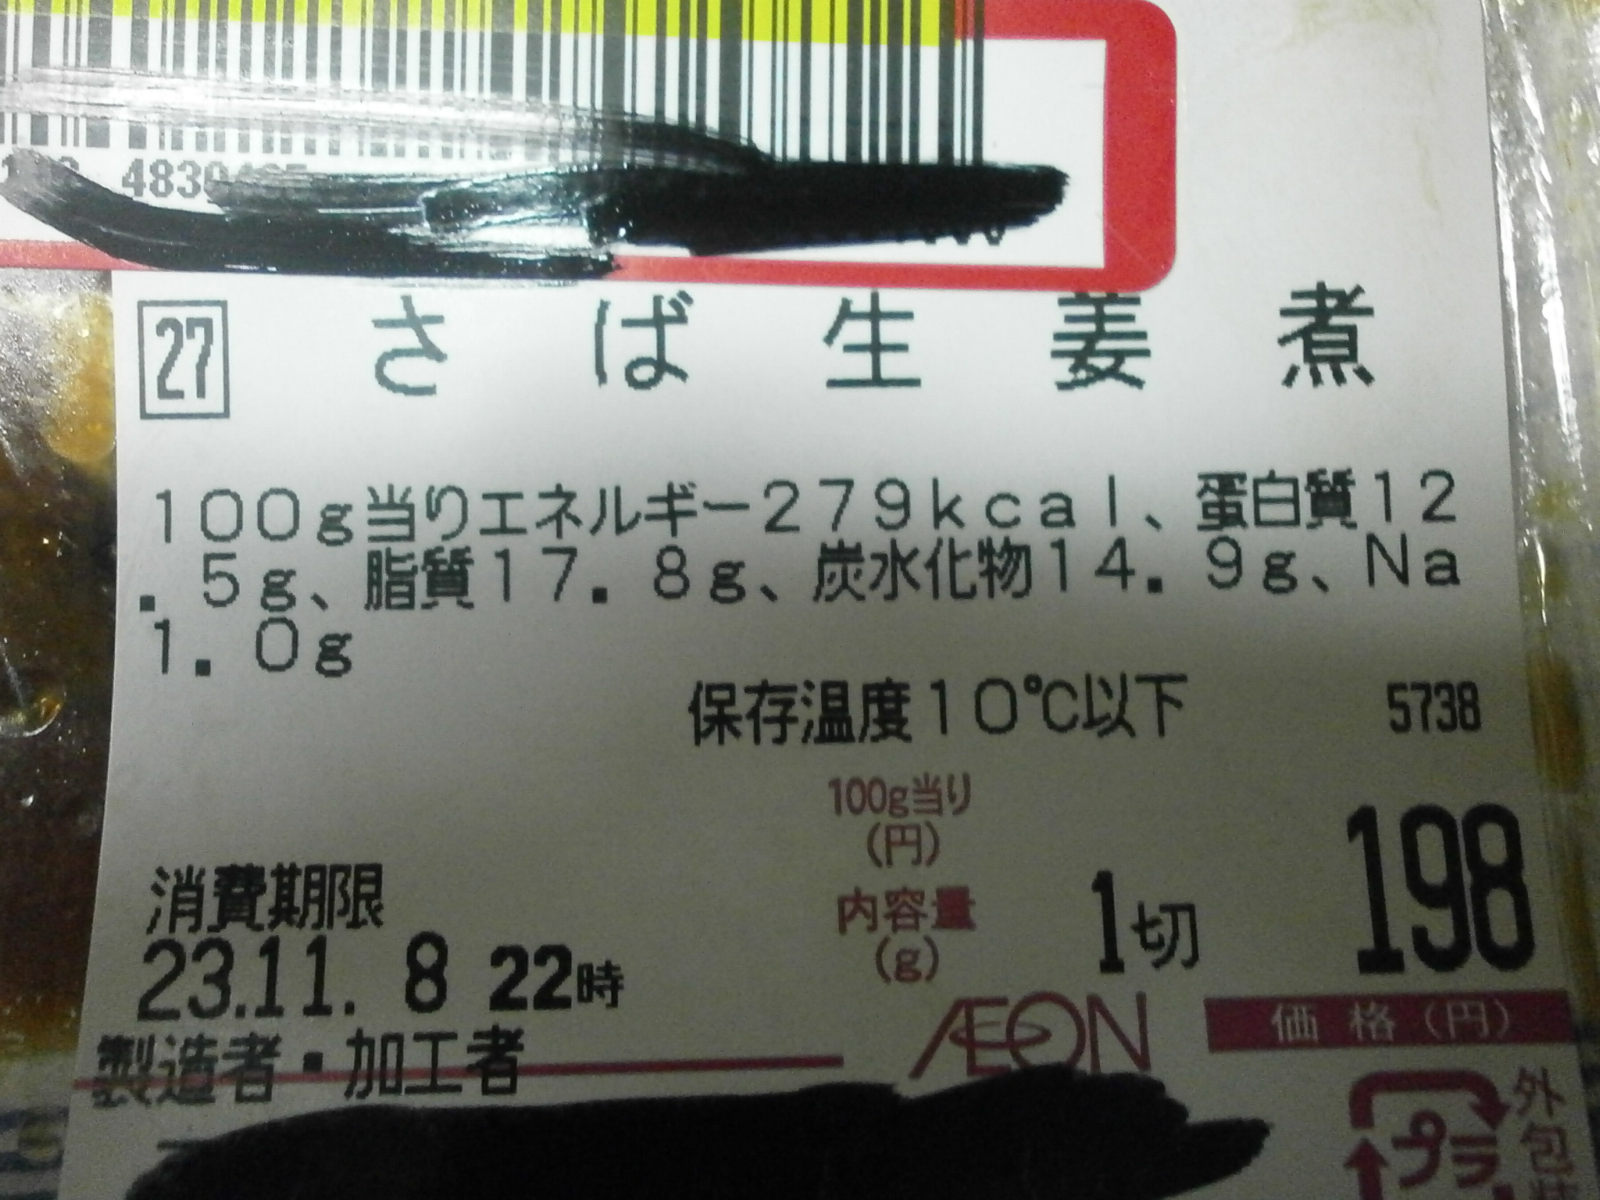 4830
27 さば生姜煮
100g当りエネルギー279kcal、蛋白質12
.5g、脂質17.8g、炭水化物14.9g、Na
1.0g
保存温度10℃以下 5738
100g当り
(円)
消費期限
内容量
(g)
1切 198
23.11. 8 22時
AEON 価格(円)
製造者・加工者
プラ
外包